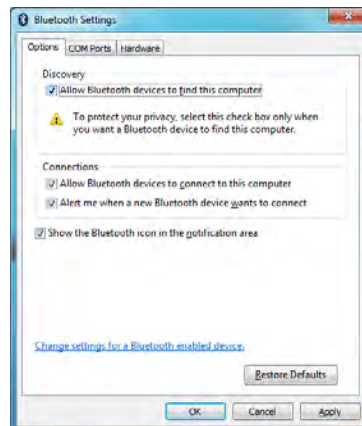 Bluetooth Settings
Options COM Ports Hardware
Discovery
Allow Bluetooth devices to find this computer
To protect your privacy, select this check box only when
you want a Bluetooth device to find this computer.
Connections
Allow Bluetooth devices to connect to this computer
Alert me when a new Bluetooth device wants to connect
Show the Bluetooth icon in the notification area
Change settings for a Bluetooth enabled device.
Restore Defaults
OK Cancel Apply